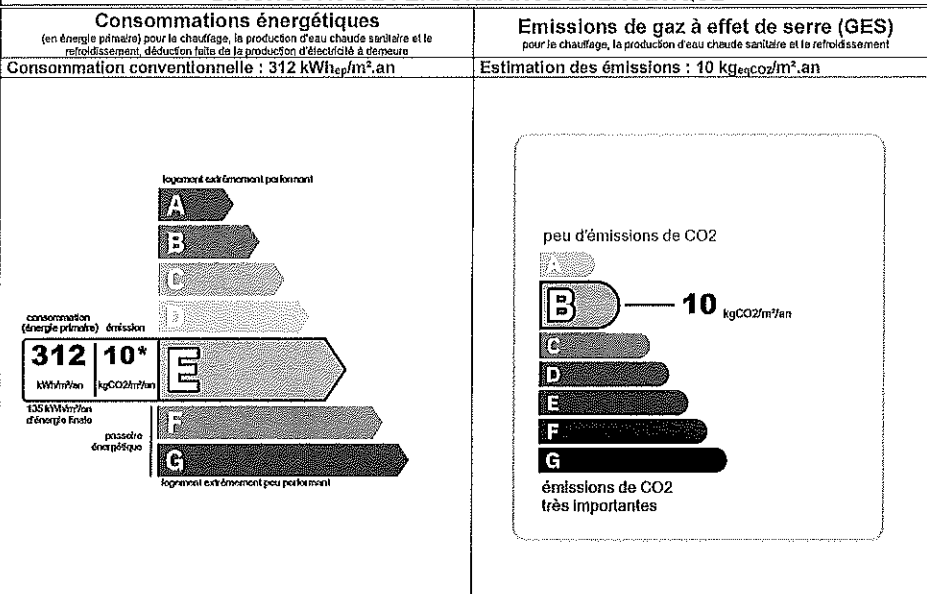 Consommations énergétiques
(en énergie primaire) pour le chauffage, la production d'eau chaude sanitaire et le
refroidissement, déduction faite de la production d'électricité à demeure
Consommation conventionnelle : 312 kWhep/m².an
logement extrêmement performant
A
B
C
D
consommation
(énergie primaire) émission
312 10*
kWh/m²/an kgCO2/m²/an
E
135 kWh/m²/an
d'énergie finale
passoire
énergétique
F
G
logement extrêmement peu performant
Emissions de gaz à effet de serre (GES)
pour le chauffage, la production d'eau chaude sanitaire et le refroidissement
Estimation des émissions : 10 kgeqCO2/m².an
peu d'émissions de CO2
A
B 10 kgCO2/m²/an
C
D
E
F
G
émissions de CO2
très importantes